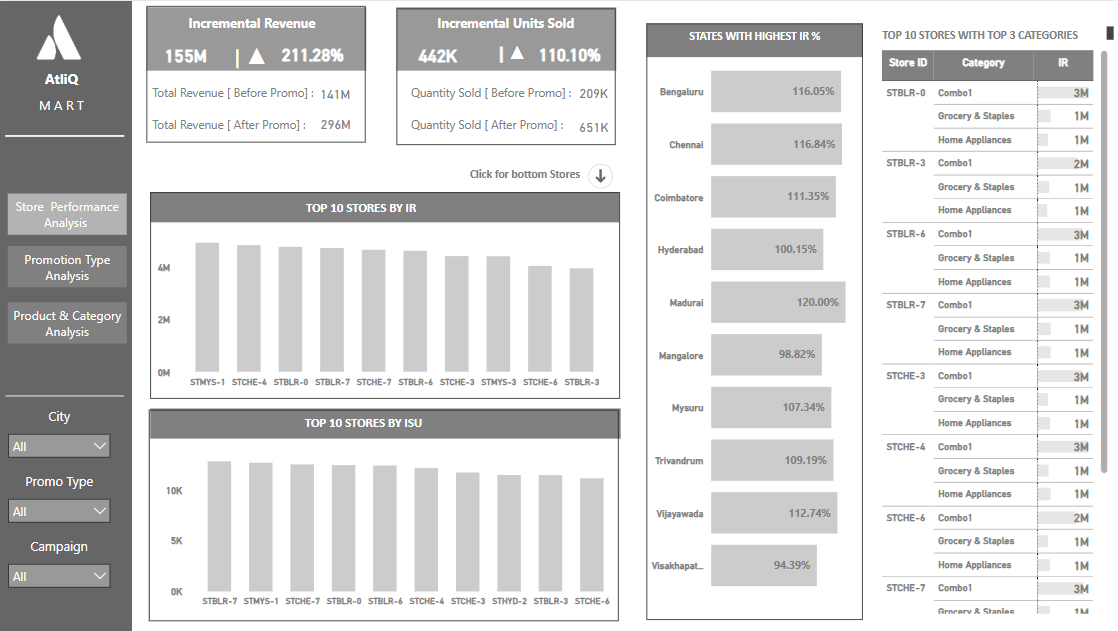 AtliQ
MART
Store Performance
Analysis
Promotion Type
Analysis
Product & Category
Analysis
City
All
Promo Type
All
Campaign
All
Incremental Revenue
155M | ▲ 211.28%
Total Revenue [ Before Promo] : 141M
Total Revenue [ After Promo] : 296M
Incremental Units Sold
442K | ▲ 110.10%
Quantity Sold [ Before Promo] : 209K
Quantity Sold [ After Promo] : 651K
Click for bottom Stores
TOP 10 STORES BY IR
4M
2M
0M
STMYS-1 STCHE-4 STBLR-0 STBLR-7 STCHE-7 STBLR-6 STCHE-3 STMYS-3 STCHE-6 STBLR-3
TOP 10 STORES BY ISU
10K
5K
0K
STBLR-7 STMYS-1 STCHE-7 STBLR-0 STBLR-6 STCHE-4 STCHE-3 STHYD-2 STBLR-3 STCHE-6
STATES WITH HIGHEST IR %
Bengaluru 116.05%
Chennai 116.84%
Coimbatore 111.35%
Hyderabad 100.15%
Madurai 120.00%
Mangalore 98.82%
Mysuru 107.34%
Trivandrum 109.19%
Vijayawada 112.74%
Visakhapat... 94.39%
TOP 10 STORES WITH TOP 3 CATEGORIES
Store ID Category IR
STBLR-0 Combo1 3M
Grocery & Staples 1M
Home Appliances 1M
STBLR-3 Combo1 2M
Grocery & Staples 1M
Home Appliances 1M
STBLR-6 Combo1 3M
Grocery & Staples 1M
Home Appliances 1M
STBLR-7 Combo1 3M
Grocery & Staples 1M
Home Appliances 1M
STCHE-3 Combo1 3M
Grocery & Staples 1M
Home Appliances 1M
STCHE-4 Combo1 3M
Grocery & Staples 1M
Home Appliances 1M
STCHE-6 Combo1 2M
Grocery & Staples 1M
Home Appliances 1M
STCHE-7 Combo1 3M
Grocery & Staples 1M